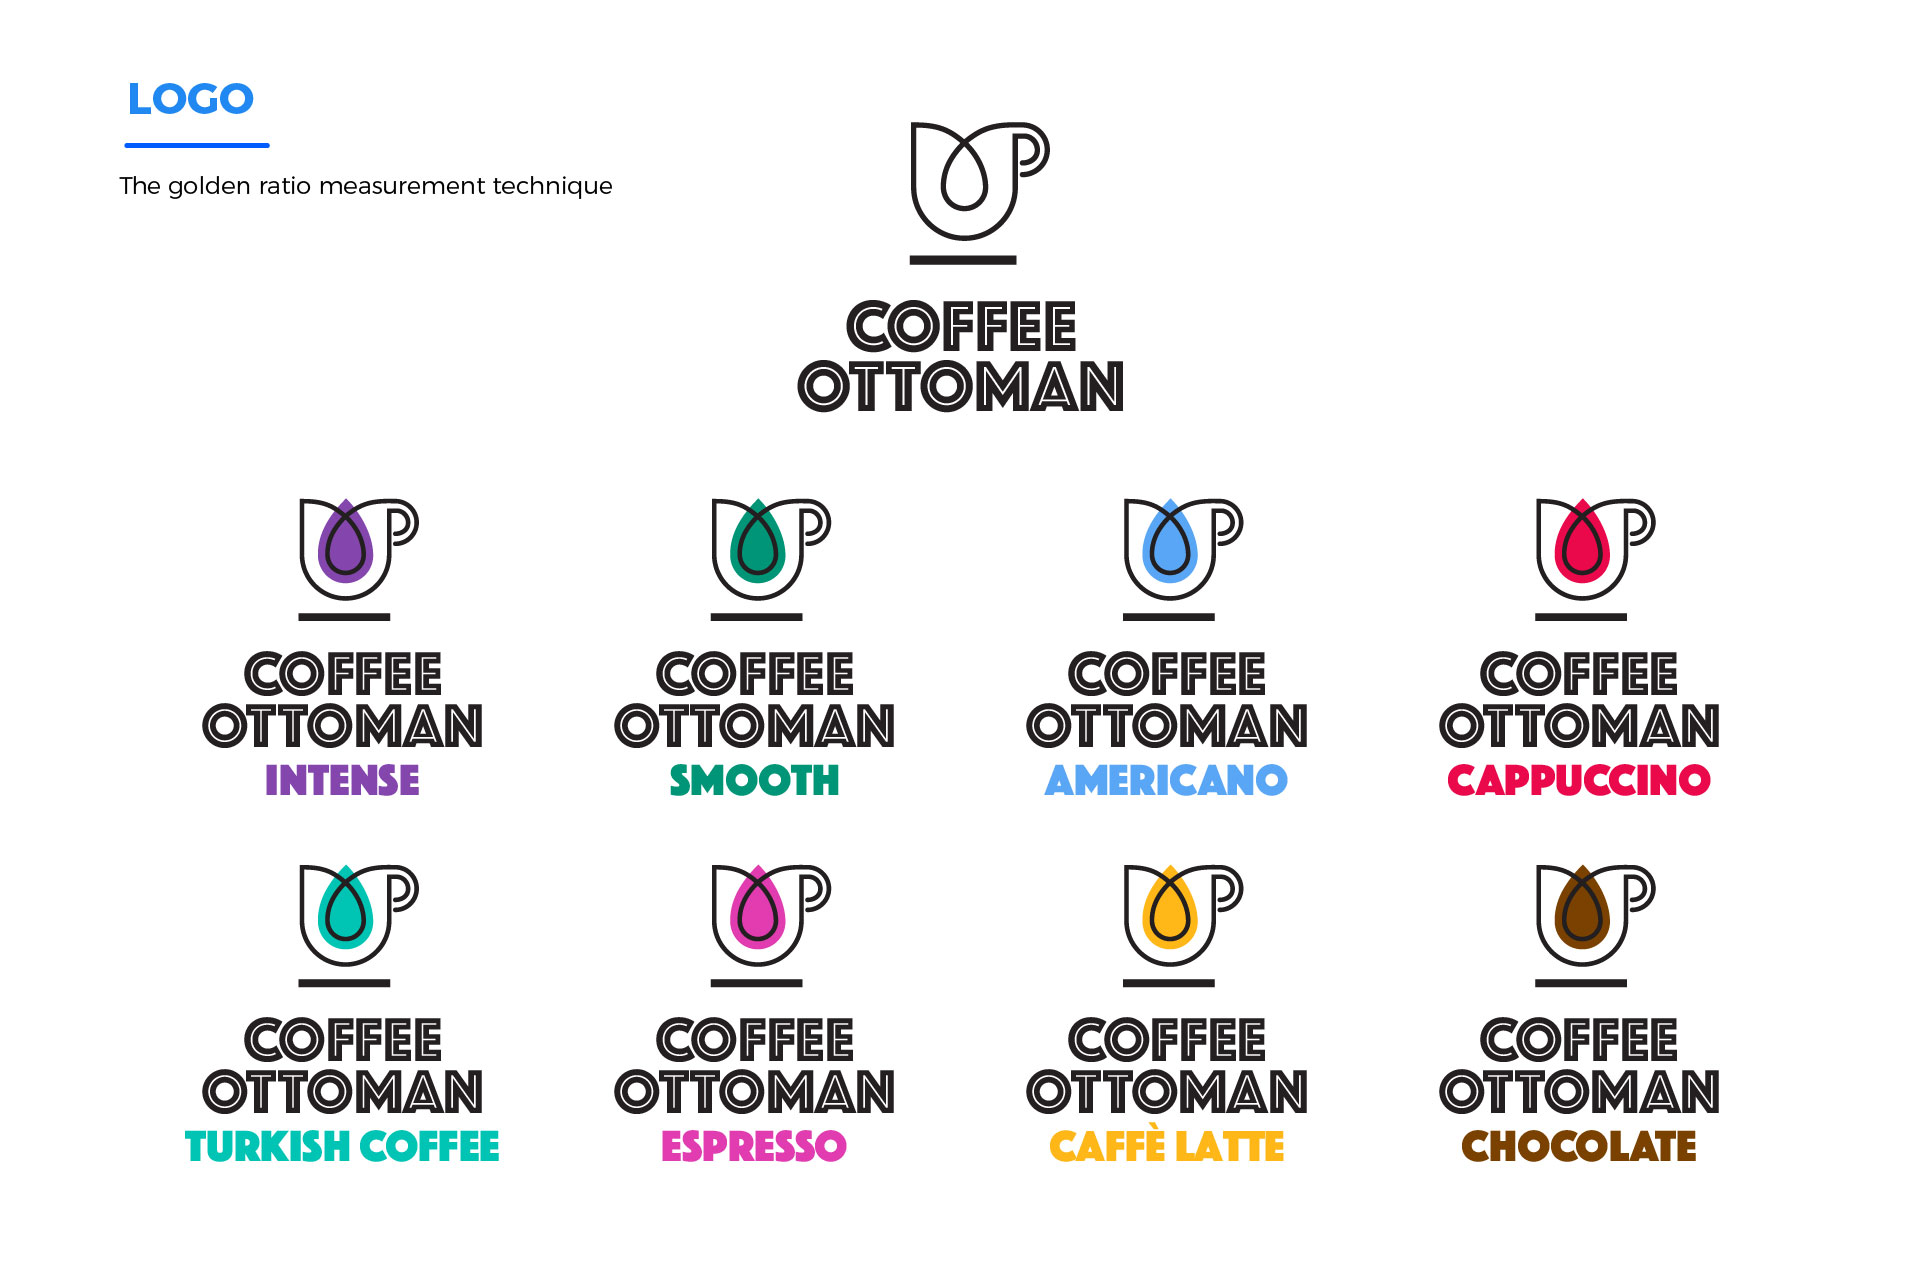 LOGO
The golden ratio measurement technique
COFFEE
OTTOMAN
COFFEE
OTTOMAN
INTENSE
COFFEE
OTTOMAN
SMOOTH
COFFEE
OTTOMAN
AMERICANO
COFFEE
OTTOMAN
CAPPUCCINO
COFFEE
OTTOMAN
TURKISH COFFEE
COFFEE
OTTOMAN
ESPRESSO
COFFEE
OTTOMAN
CAFFÈ LATTE
COFFEE
OTTOMAN
CHOCOLATE